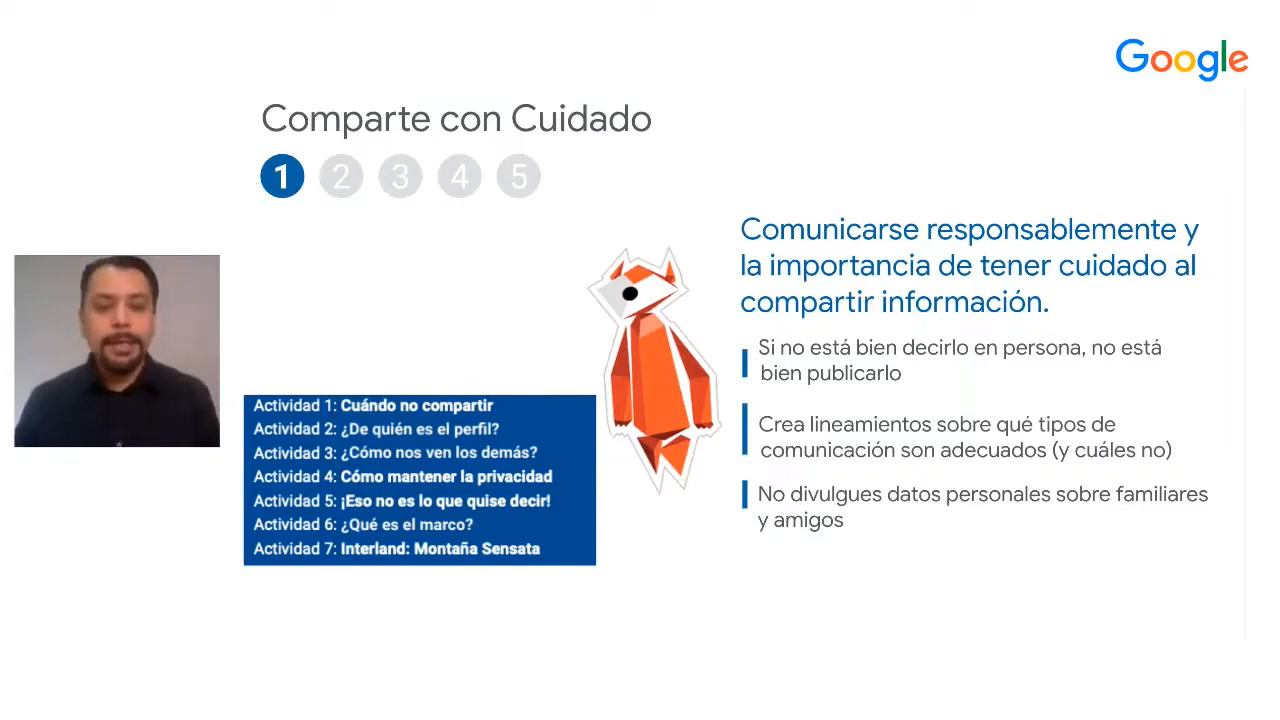 Google
Comparte con Cuidado
1 2 3 4 5
Comunicarse responsablemente y
la importancia de tener cuidado al
compartir información.
Si no está bien decirlo en persona, no está
bien publicarlo
Crea lineamientos sobre qué tipos de
comunicación son adecuados (y cuáles no)
No divulgues datos personales sobre familiares
y amigos
Actividad 1: Cuándo no compartir
Actividad 2: ¿De quién es el perfil?
Actividad 3: ¿Cómo nos ven los demás?
Actividad 4: Cómo mantener la privacidad
Actividad 5: ¡Eso no es lo que quise decir!
Actividad 6: ¿Qué es el marco?
Actividad 7: Interland: Montaña Sensata